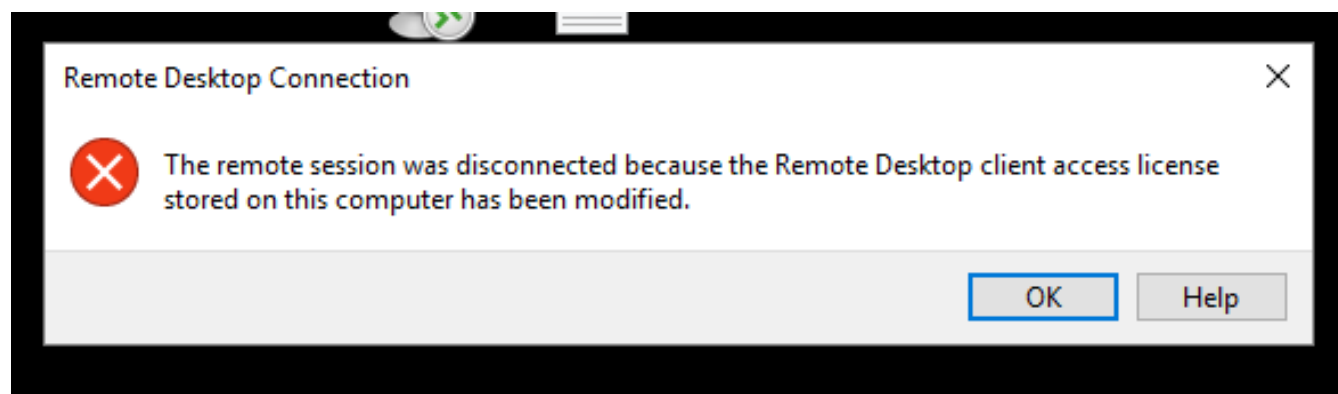 Remote Desktop Connection
The remote session was disconnected because the Remote Desktop client access license
stored on this computer has been modified.
OK
Help